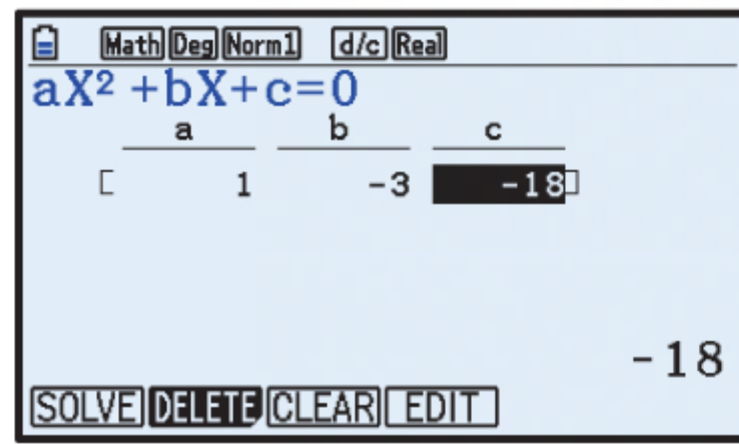 Math Deg Norm1 d/c Real
aX² +bX+c=0
a b c
[ 1 -3 -18 ]
-18
SOLVE DELETE CLEAR EDIT